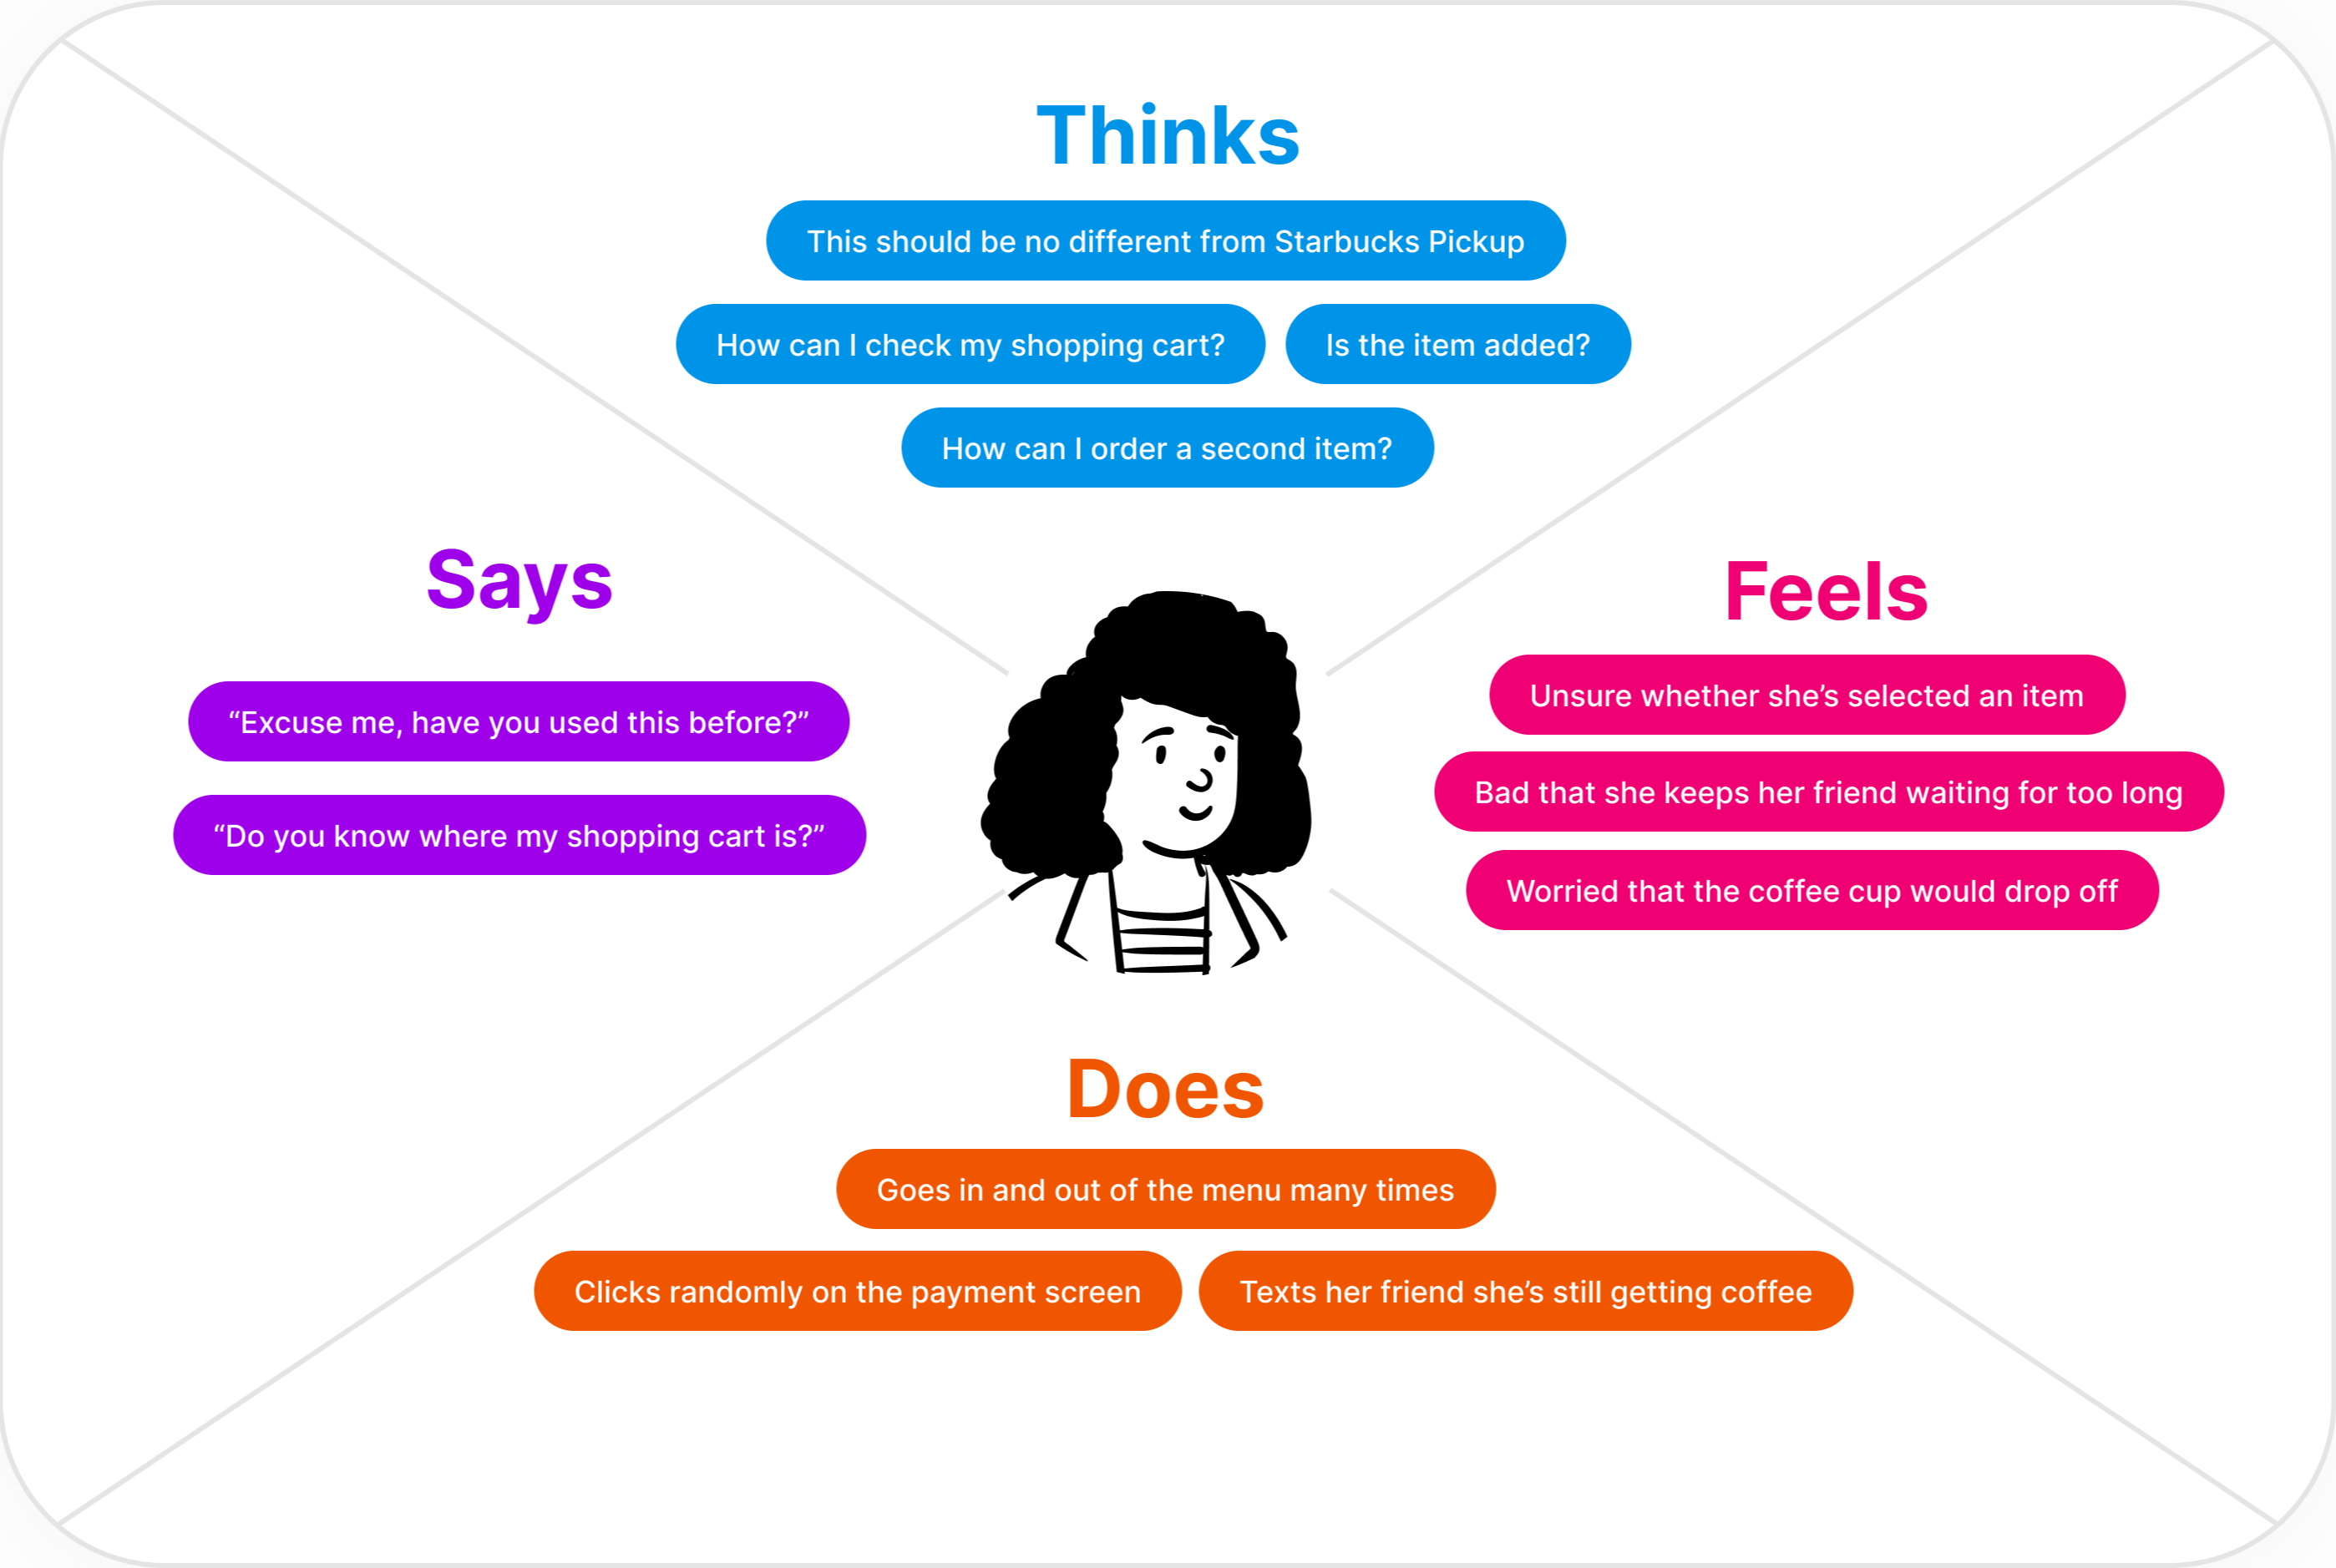 Thinks
This should be no different from Starbucks Pickup
How can I check my shopping cart?
Is the item added?
How can I order a second item?
Says
“Excuse me, have you used this before?”
“Do you know where my shopping cart is?”
Feels
Unsure whether she’s selected an item
Bad that she keeps her friend waiting for too long
Worried that the coffee cup would drop off
Does
Goes in and out of the menu many times
Clicks randomly on the payment screen
Texts her friend she’s still getting coffee